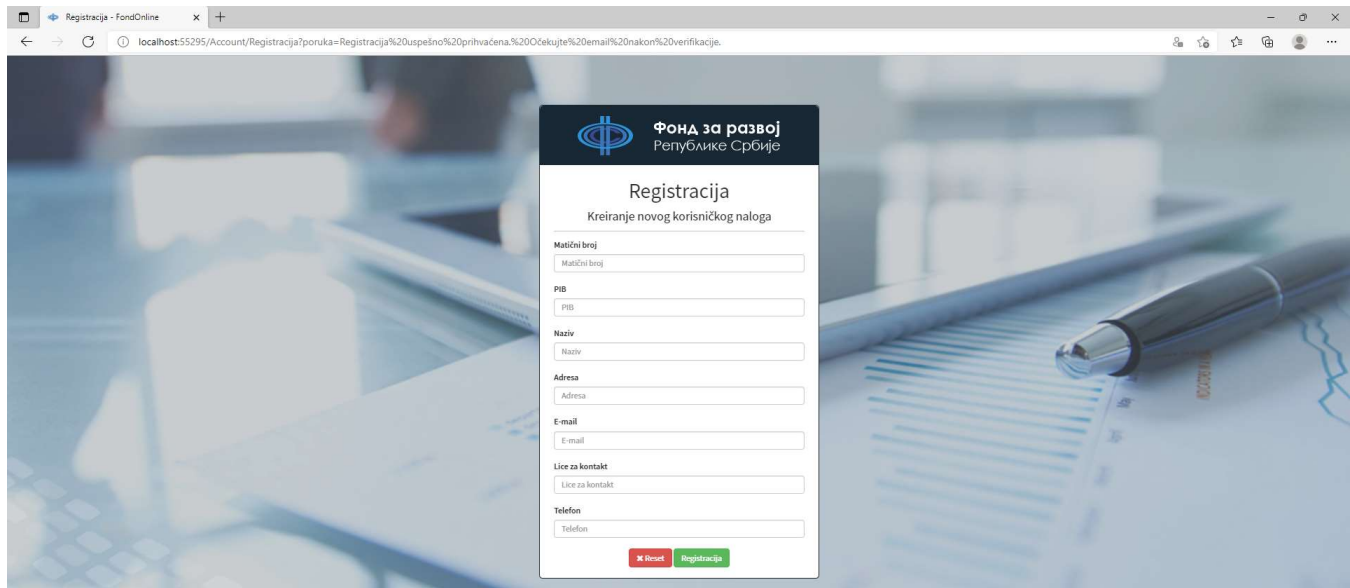 Registracija - FondOnline
localhost:55295/Account/Registracija?poruka=Registracija%20uspešno%20prihvaćena.%20Očekujte%20email%20nakon%20verifikacije.
Фонд за развој
Републике Србије
Registracija
Kreiranje novog korisničkog naloga
Matični broj
Matični broj
PIB
PIB
Naziv
Naziv
Adresa
Adresa
E-mail
E-mail
Lice za kontakt
Lice za kontakt
Telefon
Telefon
Reset Registracija